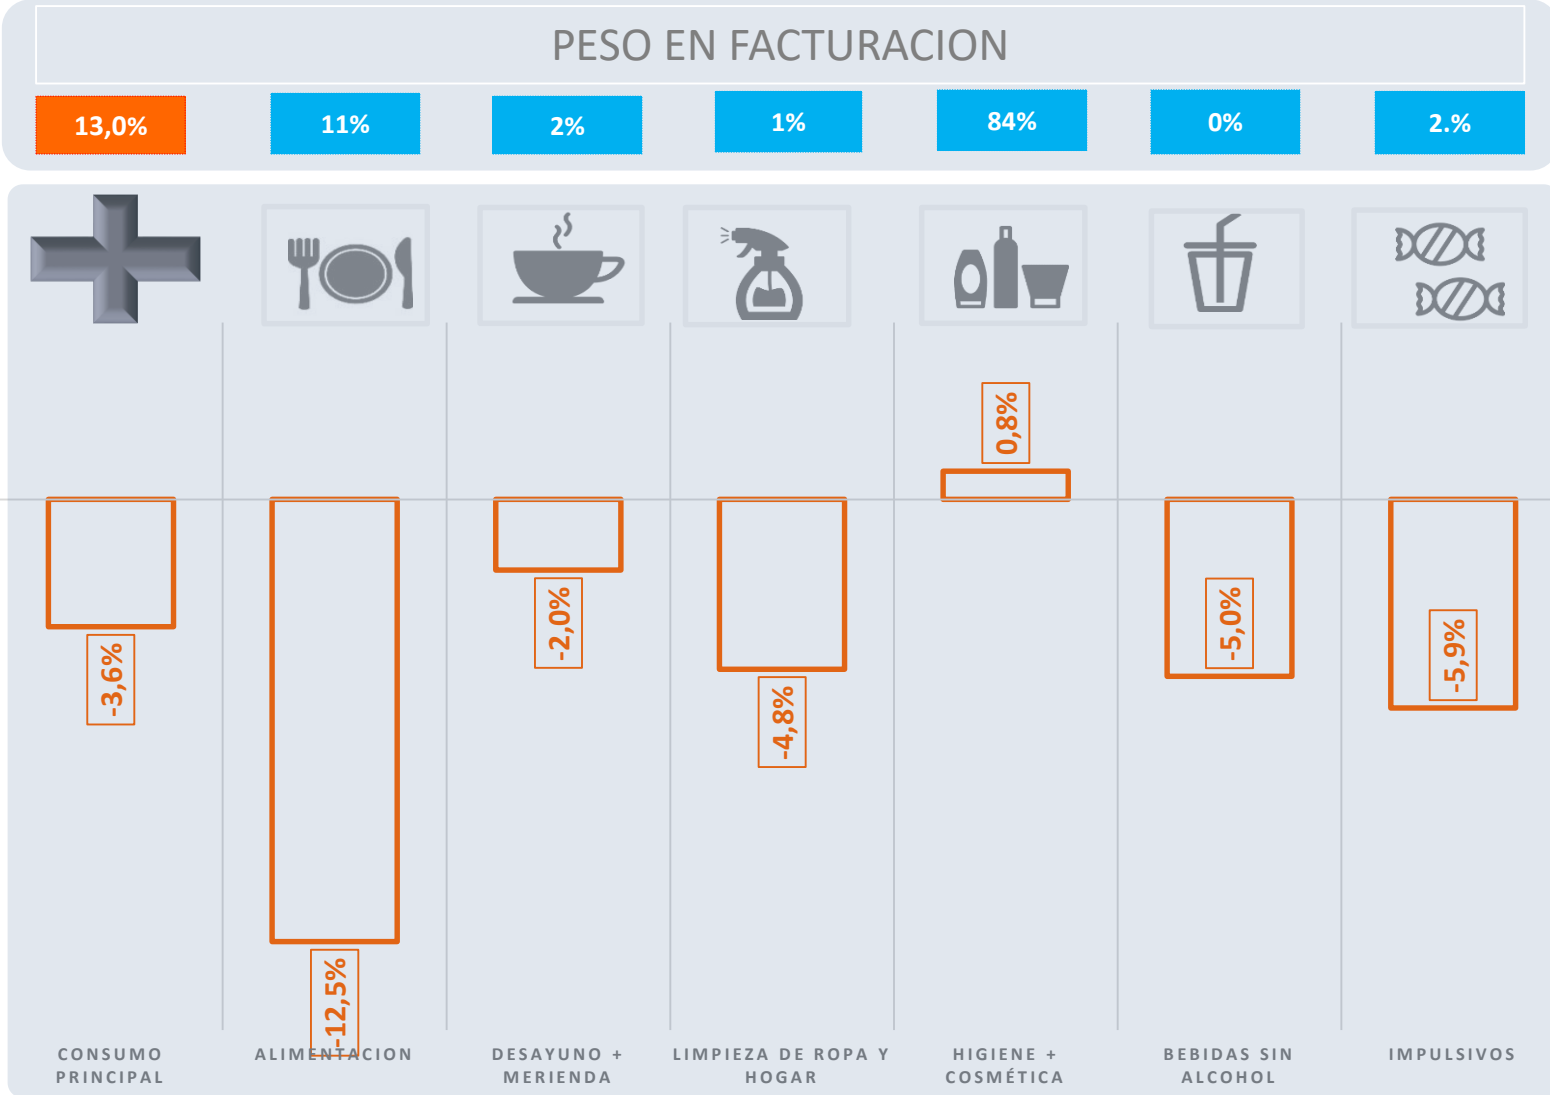 PESO EN FACTURACION
13,0%
11%
2%
1%
84%
0%
2.%
0,8%
-3,6%
-12,5%
-2,0%
-4,8%
-5,0%
-5,9%
CONSUMO
PRINCIPAL
ALIMENTACION
DESAYUNO +
MERIENDA
LIMPIEZA DE ROPA Y
HOGAR
HIGIENE +
COSMÉTICA
BEBIDAS SIN
ALCOHOL
IMPULSIVOS